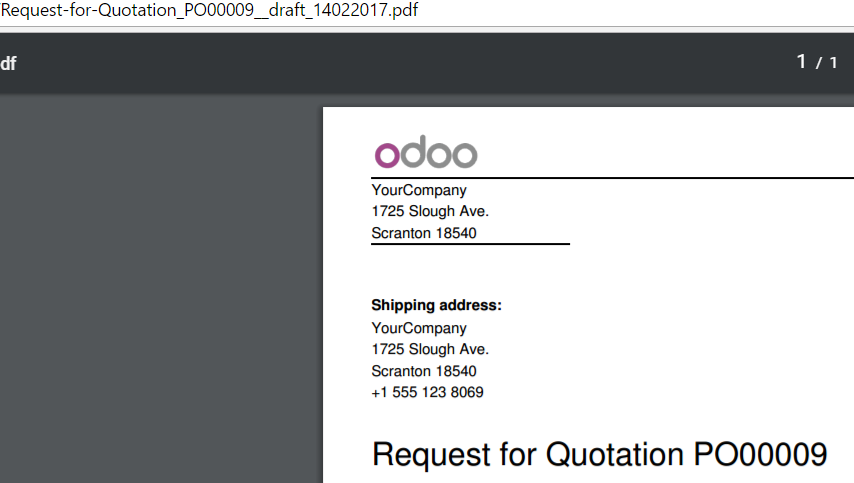 Request-for-Quotation_PO00009__draft_14022017.pdf
df
1 / 1
odoo
YourCompany
1725 Slough Ave.
Scranton 18540
Shipping address:
YourCompany
1725 Slough Ave.
Scranton 18540
+1 555 123 8069
Request for Quotation PO00009